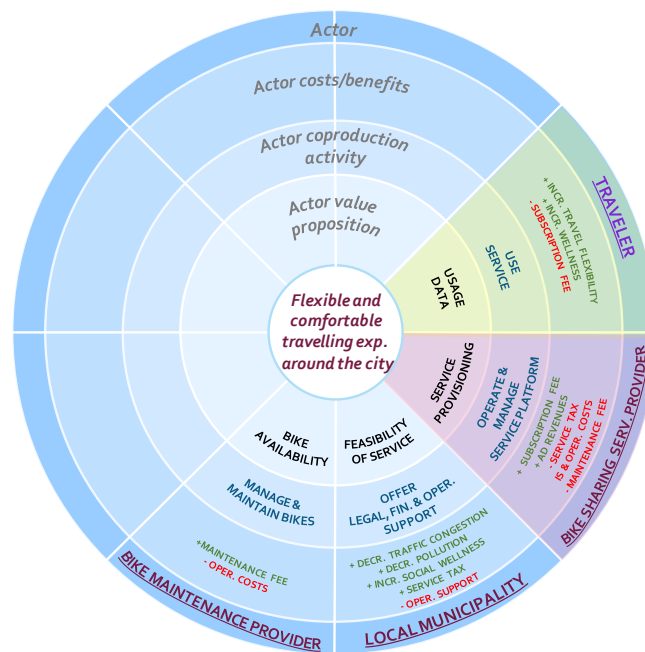 Actor
Actor costs/benefits
Actor coproduction
activity
Actor value
proposition
Flexible and
comfortable
travelling exp.
around the city
TRAVELER
+ INCR. TRAVEL FLEXIBILITY
+ INCR. WELLNESS
- SUBSCRIPTION FEE
USE
SERVICE
USAGE
DATA
BIKE SHARING SERV. PROVIDER
+ SUBSCRIPTION FEE
+ AD REVENUES
- SERVICE TAX
IS & OPER. COSTS
- MAINTENANCE FEE
OPERATE &
MANAGE
SERVICE PLATFORM
SERVICE
PROVISIONING
FEASIBILITY
OF SERVICE
OFFER
LEGAL, FIN. & OPER.
SUPPORT
+ DECR. TRAFFIC CONGESTION
+ DECR. POLLUTION
+ INCR. SOCIAL WELLNESS
+ SERVICE TAX
- OPER. SUPPORT
LOCAL MUNICIPALITY
BIKE
AVAILABILITY
MANAGE &
MAINTAIN BIKES
+MAINTENANCE FEE
- OPER. COSTS
BIKE MAINTENANCE PROVIDER